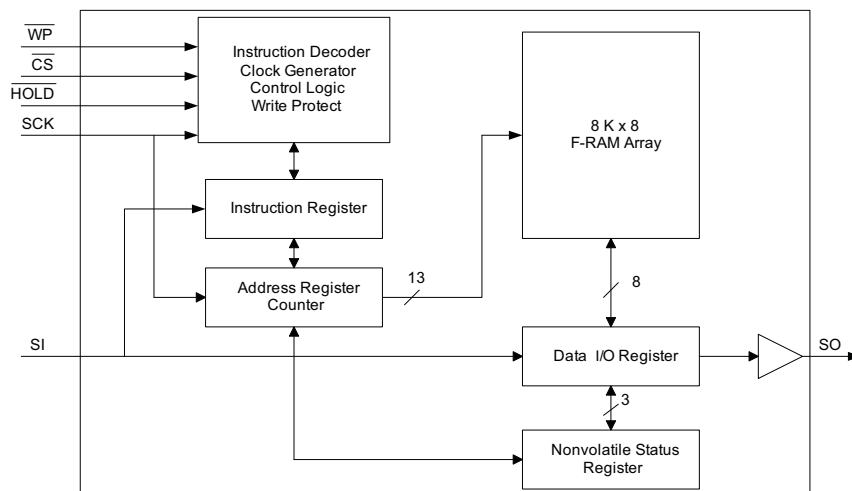 WP
CS
HOLD
SCK
Instruction Decoder
Clock Generator
Control Logic
Write Protect
8 K x 8
F-RAM Array
Instruction Register
Address Register
Counter
13
8
SI
Data I/O Register
SO
3
Nonvolatile Status
Register